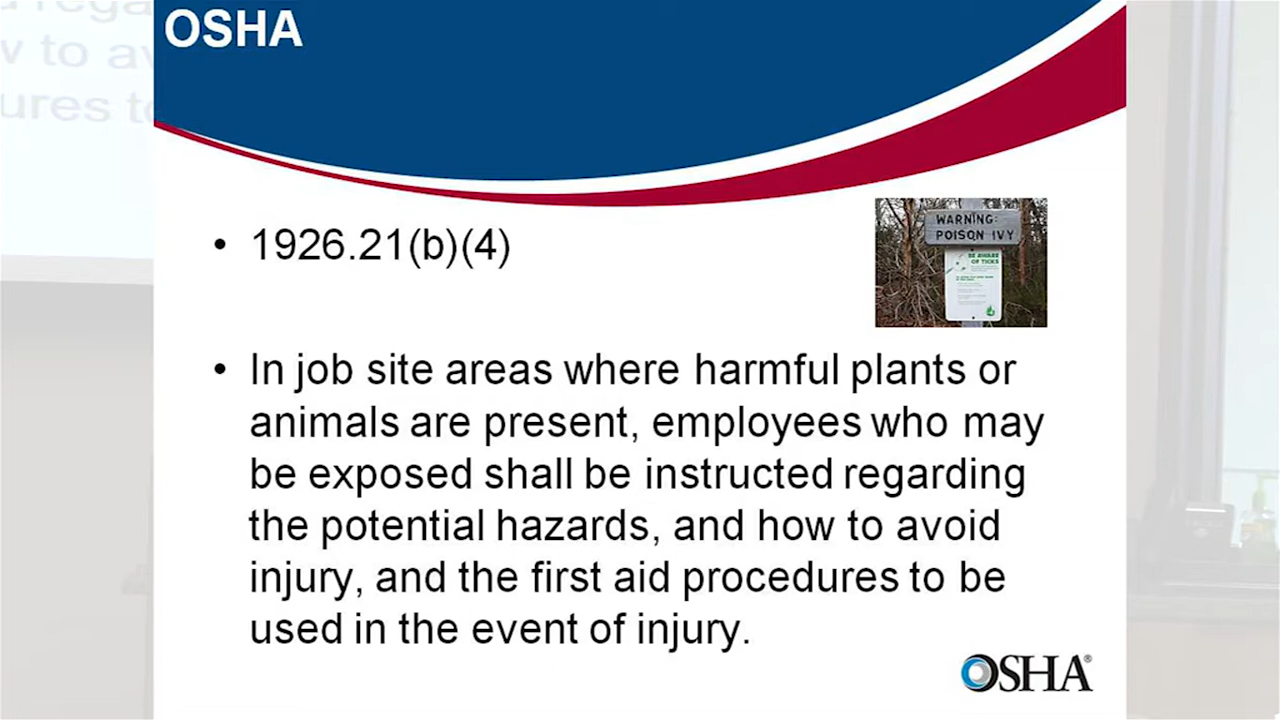 OSHA
• 1926.21(b)(4)
WARNING:
POISON IVY
BE AWARE
OF TICKS
• In job site areas where harmful plants or
animals are present, employees who may
be exposed shall be instructed regarding
the potential hazards, and how to avoid
injury, and the first aid procedures to be
used in the event of injury.
OSHA®